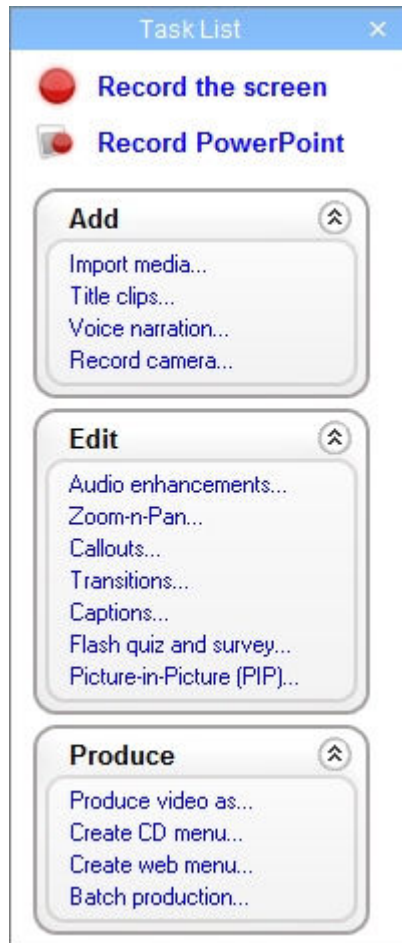 Task List
Record the screen
Record PowerPoint
Add
Import media...
Title clips...
Voice narration...
Record camera...
Edit
Audio enhancements...
Zoom-n-Pan...
Callouts...
Transitions...
Captions...
Flash quiz and survey...
Picture-in-Picture (PIP)...
Produce
Produce video as...
Create CD menu...
Create web menu...
Batch production...